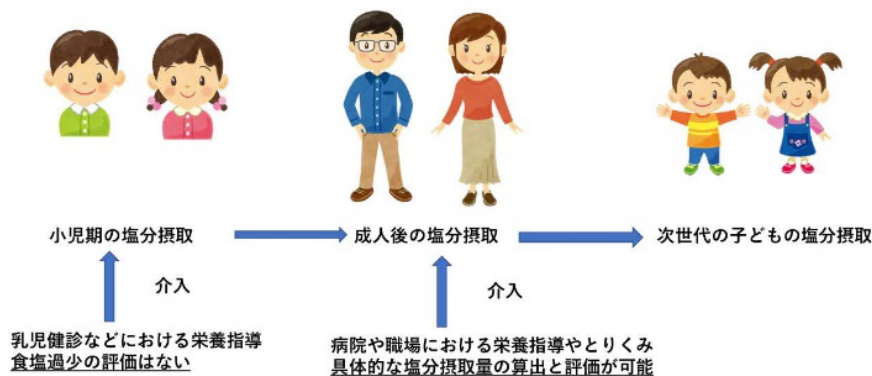 小児期の塩分摂取
成人後の塩分摂取
次世代の子どもの塩分摂取
介入
介入
乳児健診などにおける栄養指導
食塩過少の評価はない
病院や職場における栄養指導やとりくみ
具体的な塩分摂取量の算出と評価が可能